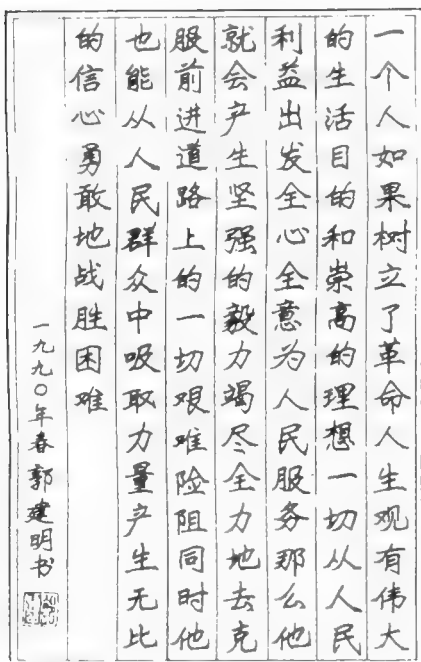 一个人如果树立了革命人生观有伟大
的生活目的和崇高的理想一切从人民
利益出发全心全意为人民服务那么他
就会产生坚强的毅力竭尽全力地去克
服前进道路上的一切艰难险阻同时他
也能从人民群众中吸取力量产生无比
的信心勇敢地战胜困难
一九九〇年春郭建明书